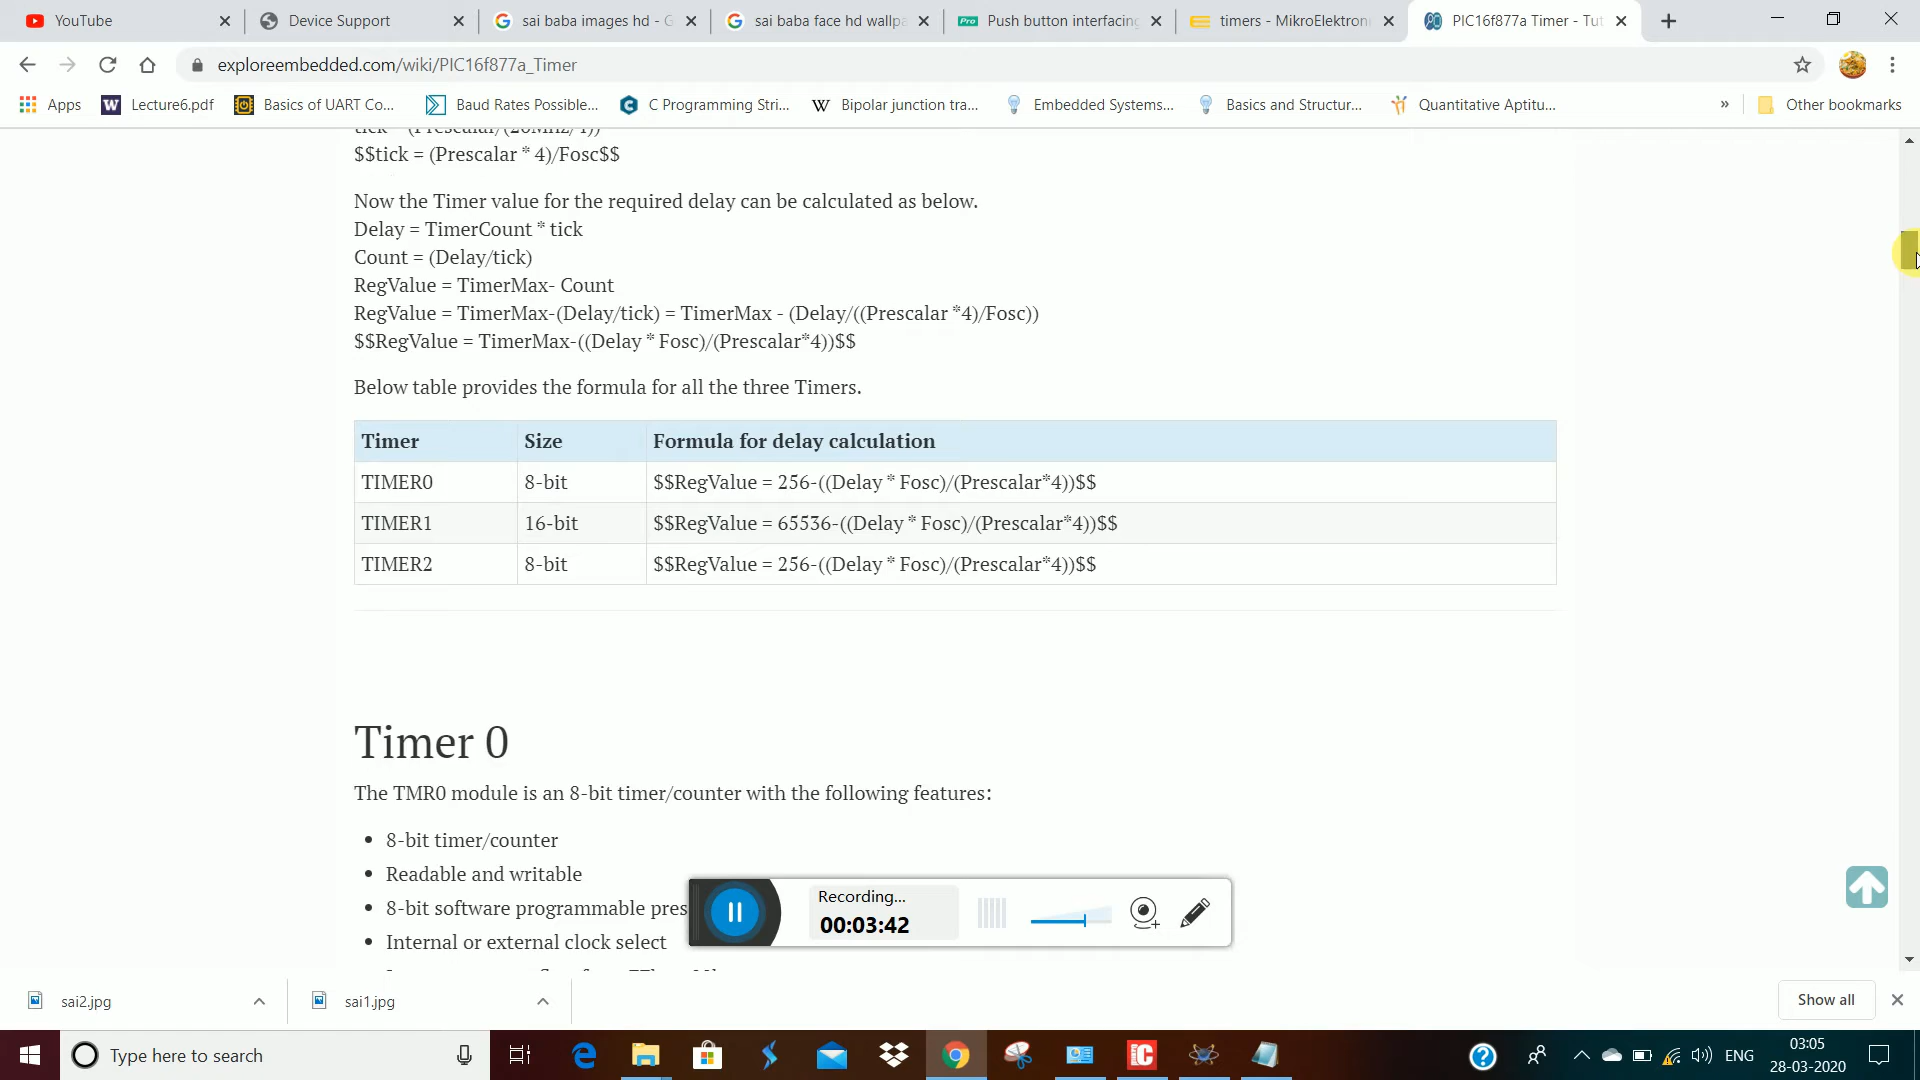 YouTube
Device Support
sai baba images hd - G
sai baba face hd wallpa
Pro
Push button interfacing
timers - MikroElektroni
PIC16f877a Timer - Tut
exploreembedded.com/wiki/PIC16f877a_Timer
Apps
W Lecture6.pdf
Basics of UART Co...
Baud Rates Possible...
C Programming Stri...
W Bipolar junction tra...
Embedded Systems...
Basics and Structur...
Quantitative Aptitu...
»
Other bookmarks
$$tick = (Prescalar * 4)/Fosc$$
Now the Timer value for the required delay can be calculated as below.
Delay = TimerCount * tick
Count = (Delay/tick)
RegValue = TimerMax- Count
RegValue = TimerMax-(Delay/tick) = TimerMax - (Delay/((Prescalar *4)/Fosc))
$$RegValue = TimerMax-((Delay * Fosc)/(Prescalar*4))$$
Below table provides the formula for all the three Timers.
Timer Size Formula for delay calculation
TIMER0 8-bit $$RegValue = 256-((Delay * Fosc)/(Prescalar*4))$$
TIMER1 16-bit $$RegValue = 65536-((Delay * Fosc)/(Prescalar*4))$$
TIMER2 8-bit $$RegValue = 256-((Delay * Fosc)/(Prescalar*4))$$
Timer 0
The TMR0 module is an 8-bit timer/counter with the following features:
• 8-bit timer/counter
• Readable and writable
• 8-bit software programmable pres
• Internal or external clock select
Recording...
00:03:42
sai2.jpg
sai1.jpg
Show all
Type here to search
ENG
03:05
28-03-2020